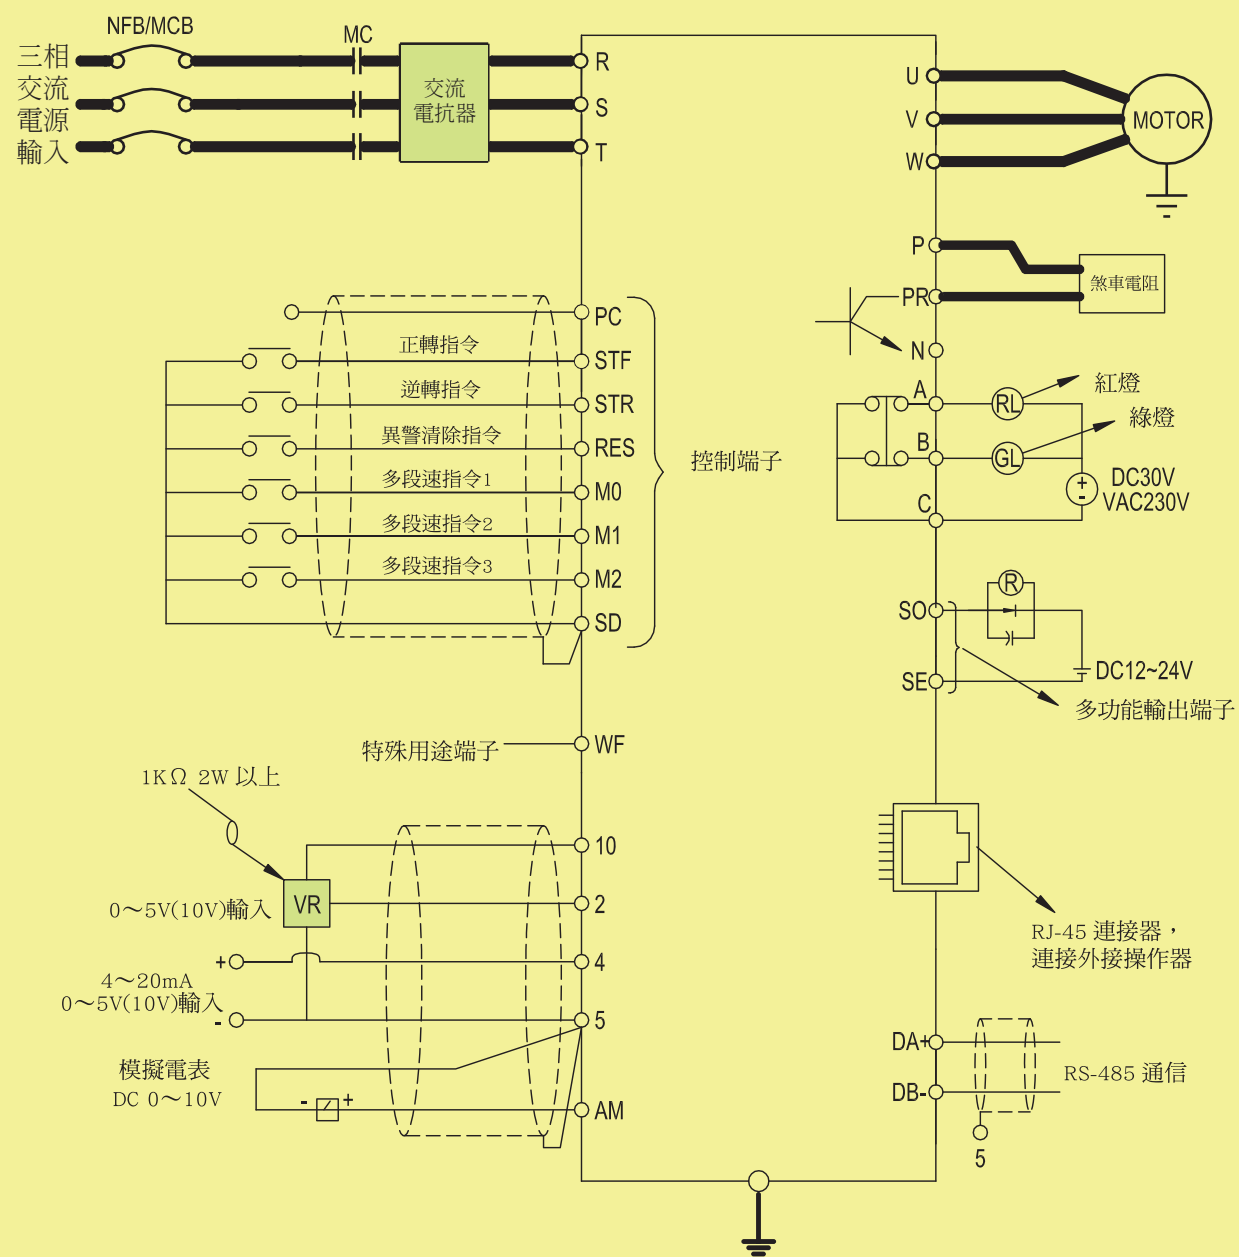 NFB/MCB
MC
三相
交流
電源
輸入
交流
電抗器
R
S
T
U
V
W
MOTOR
P
PR
N
煞車電阻
PC
正轉指令
STF
逆轉指令
STR
異警清除指令
RES
多段速指令1
M0
多段速指令2
M1
多段速指令3
M2
SD
控制端子
A
RL
紅燈
B
GL
綠燈
C
+
-
DC30V
VAC230V
SO
R
SE
DC12~24V
多功能輸出端子
特殊用途端子
WF
1KΩ 2W 以上
10
VR
2
0～5V(10V)輸入
+
4
4～20mA
0～5V(10V)輸入
-
5
模擬電表
DC 0～10V
-
+
AM
RJ-45 連接器，
連接外接操作器
DA+
DB-
RS-485 通信
5